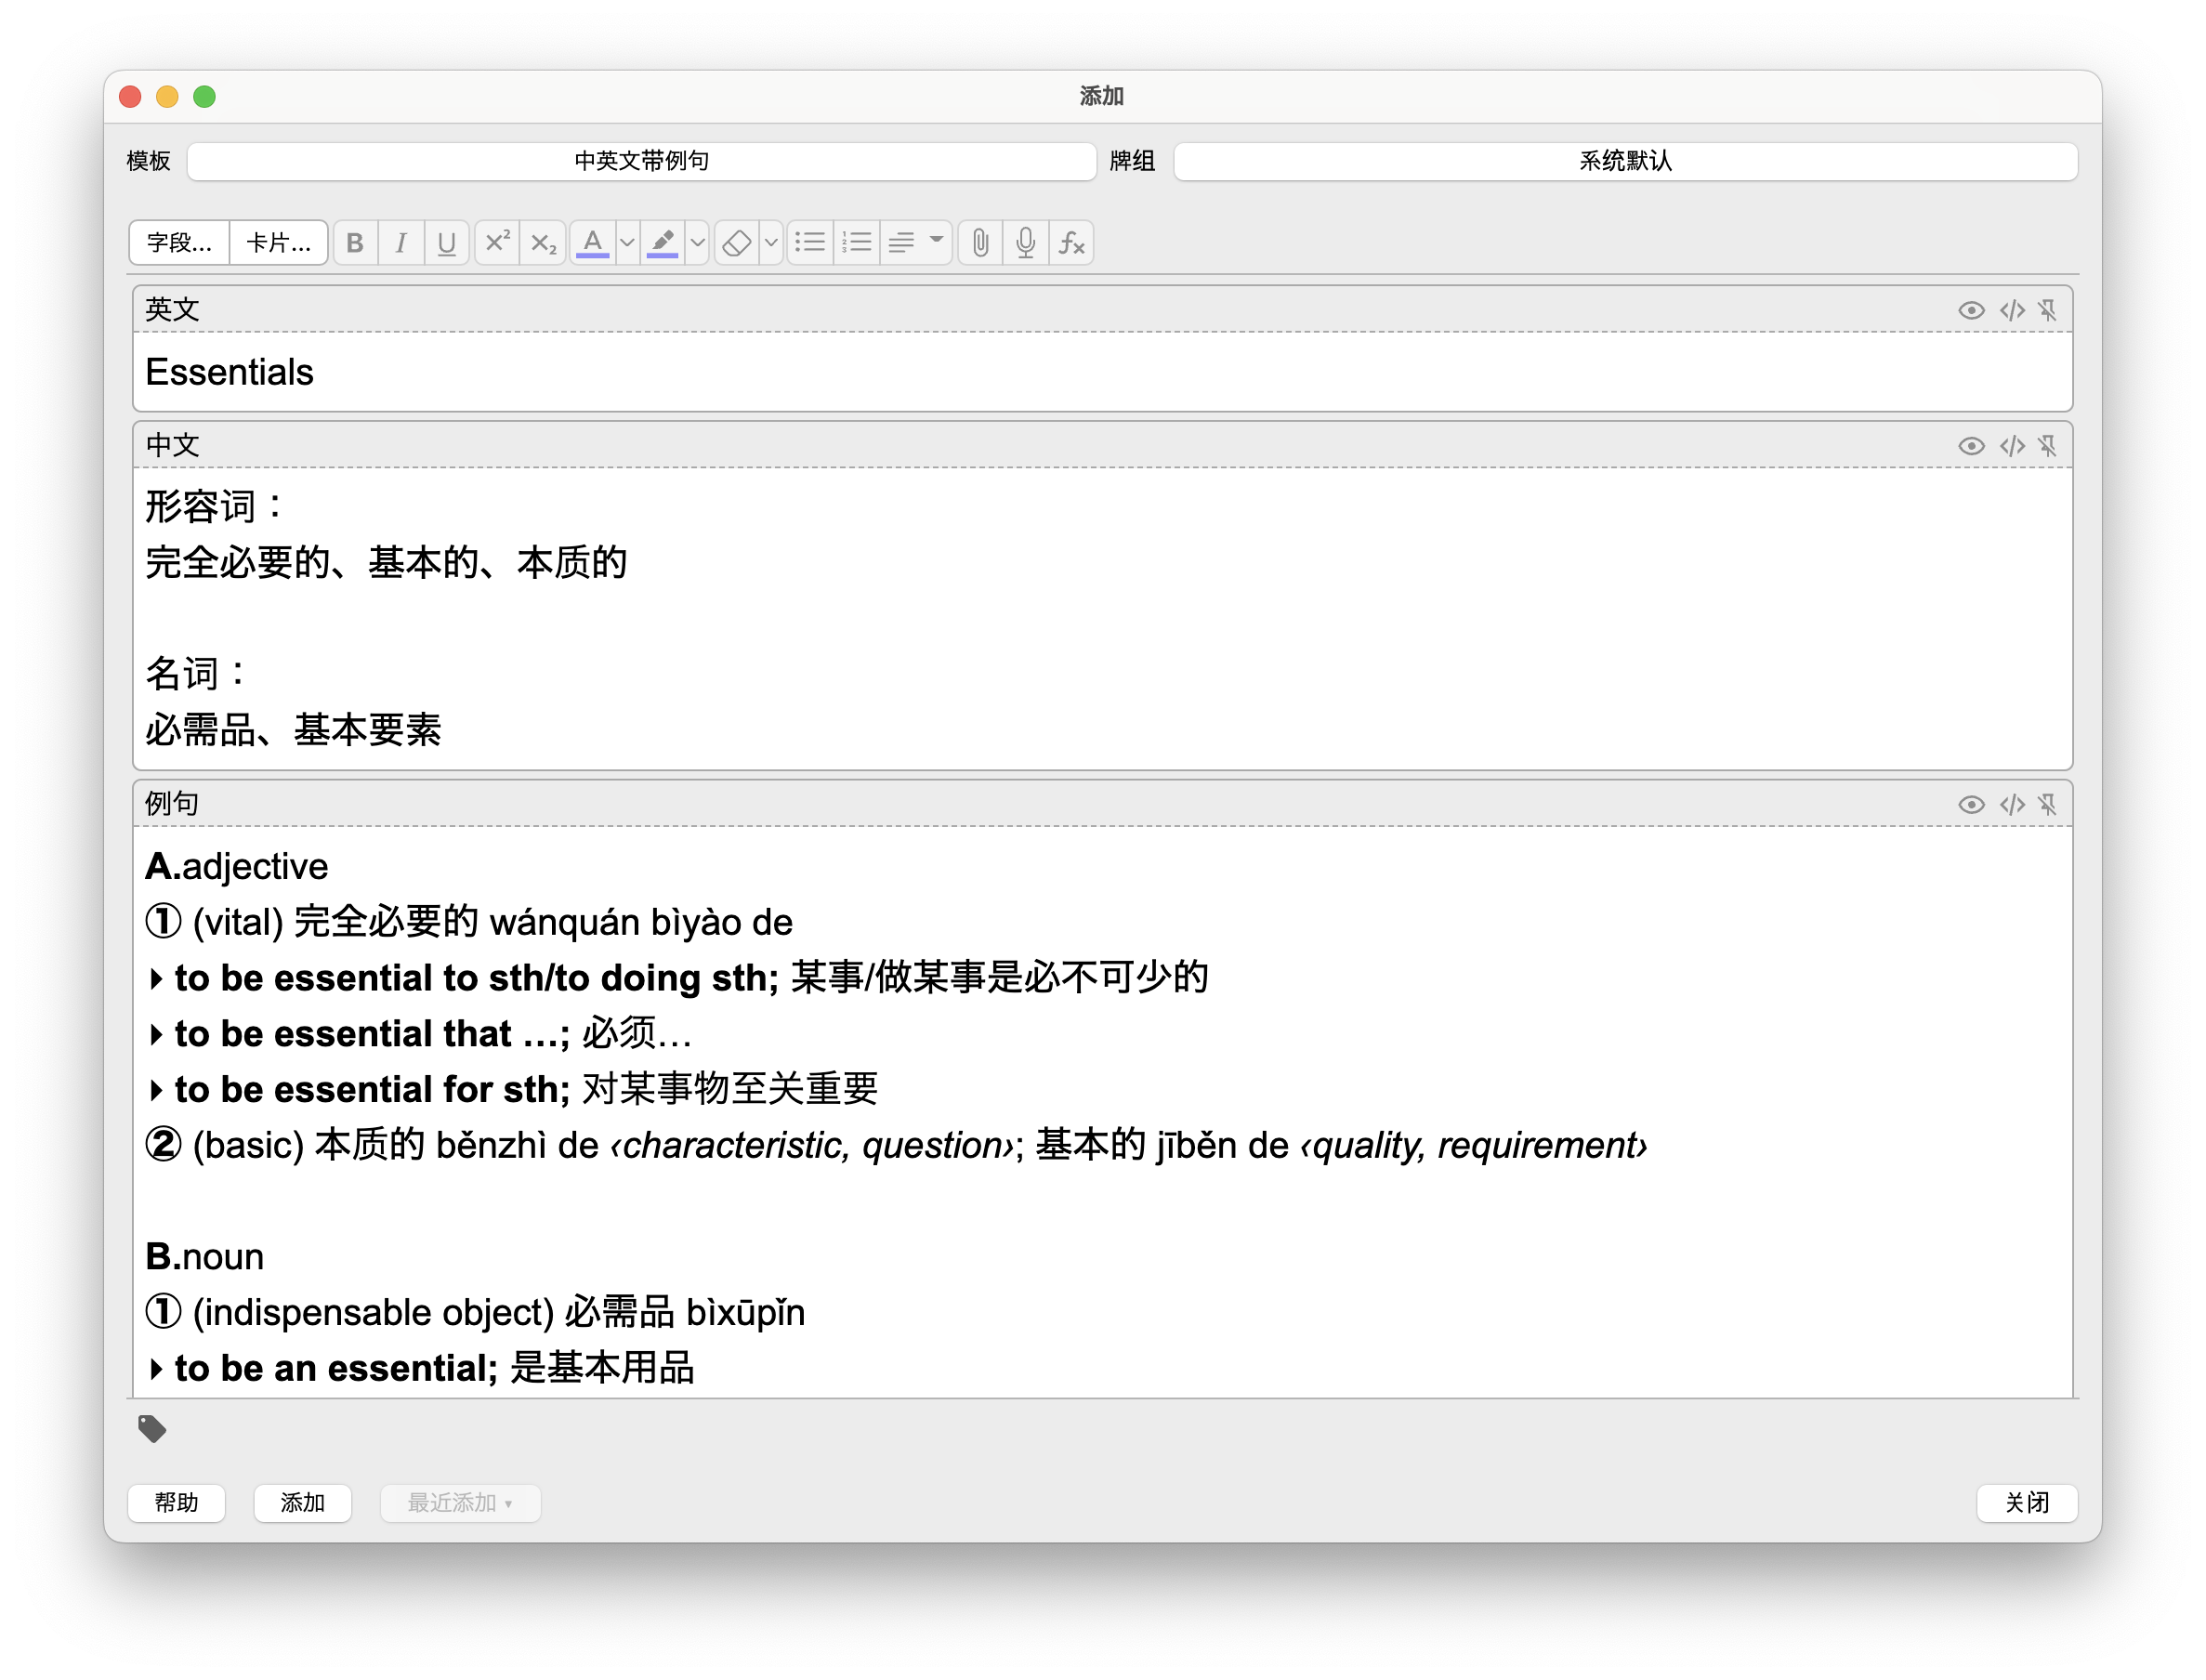 添加
模板 中英文带例句 牌组 系统默认
字段... 卡片... B I U X² X₂ A fx
英文
Essentials
中文
形容词：
完全必要的、基本的、本质的
名词：
必需品、基本要素
例句
A.adjective
① (vital) 完全必要的 wánquán bìyào de
▸ to be essential to sth/to doing sth; 某事/做某事是必不可少的
▸ to be essential that …; 必须…
▸ to be essential for sth; 对某事物至关重要
② (basic) 本质的 běnzhì de ‹characteristic, question›; 基本的 jīběn de ‹quality, requirement›
B.noun
① (indispensable object) 必需品 bìxūpǐn
▸ to be an essential; 是基本用品
帮助 添加 最近添加 ▾ 关闭